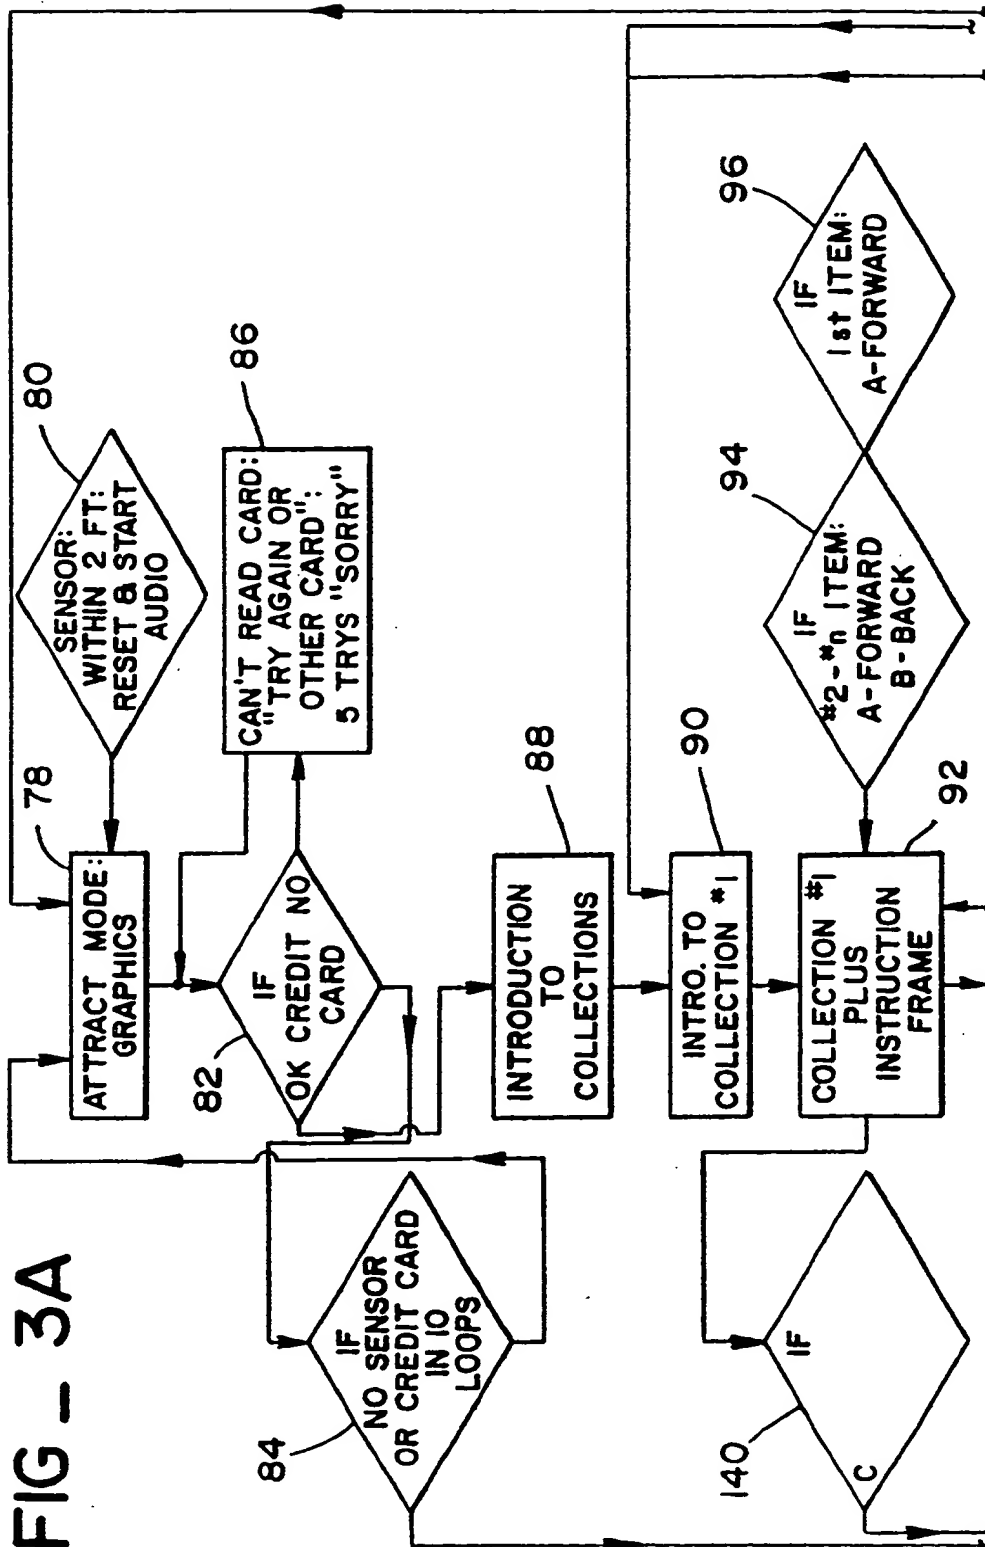 FIG - 3A
78
ATTRACT MODE:
GRAPHICS
80
SENSOR:
WITHIN 2 FT:
RESET & START
AUDIO
82
IF
OK CREDIT NO
CARD
86
CAN'T READ CARD:
"TRY AGAIN OR
OTHER CARD";
5 TRYS "SORRY"
84
IF
NO SENSOR
OR CREDIT CARD
IN 10
LOOPS
88
INTRODUCTION
TO
COLLECTIONS
90
INTRO. TO
COLLECTION #1
92
COLLECTION #1
PLUS
INSTRUCTION
FRAME
94
IF
#2-#n ITEM:
A-FORWARD
B-BACK
96
IF
1st ITEM:
A-FORWARD
140
IF
C